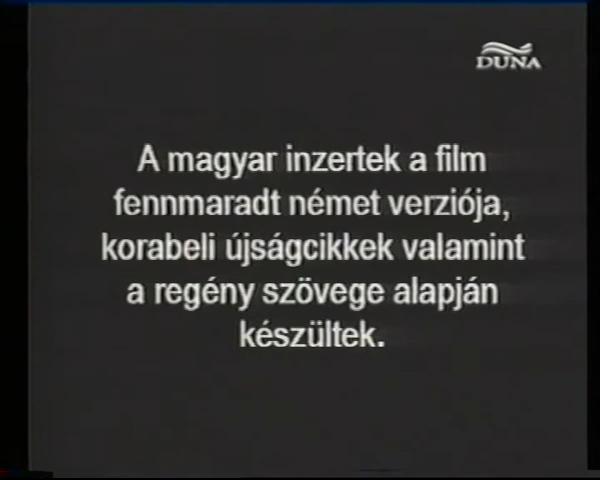 DUNA
A magyar inzertek a film
fennmaradt német verziója,
korabeli újságcikkek valamint
a regény szövege alapján
készültek.